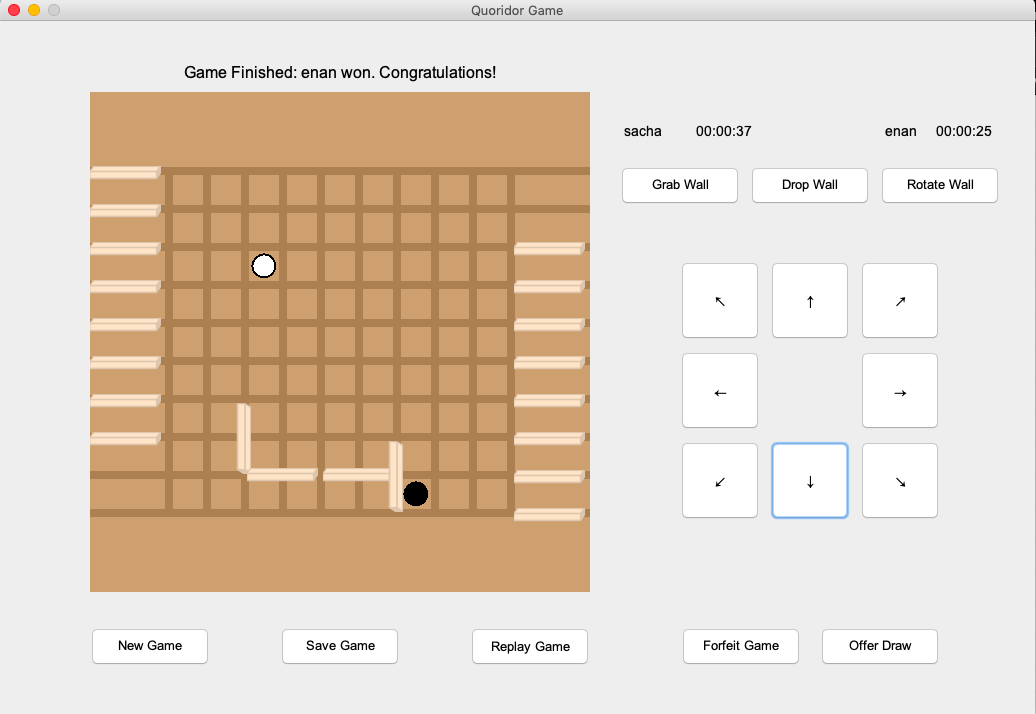 Quoridor Game
Game Finished: enan won. Congratulations!
sacha 00:00:37 enan 00:00:25
Grab Wall Drop Wall Rotate Wall
↖ ↑ ↗
← →
↙ ↓ ↘
New Game Save Game Replay Game Forfeit Game Offer Draw